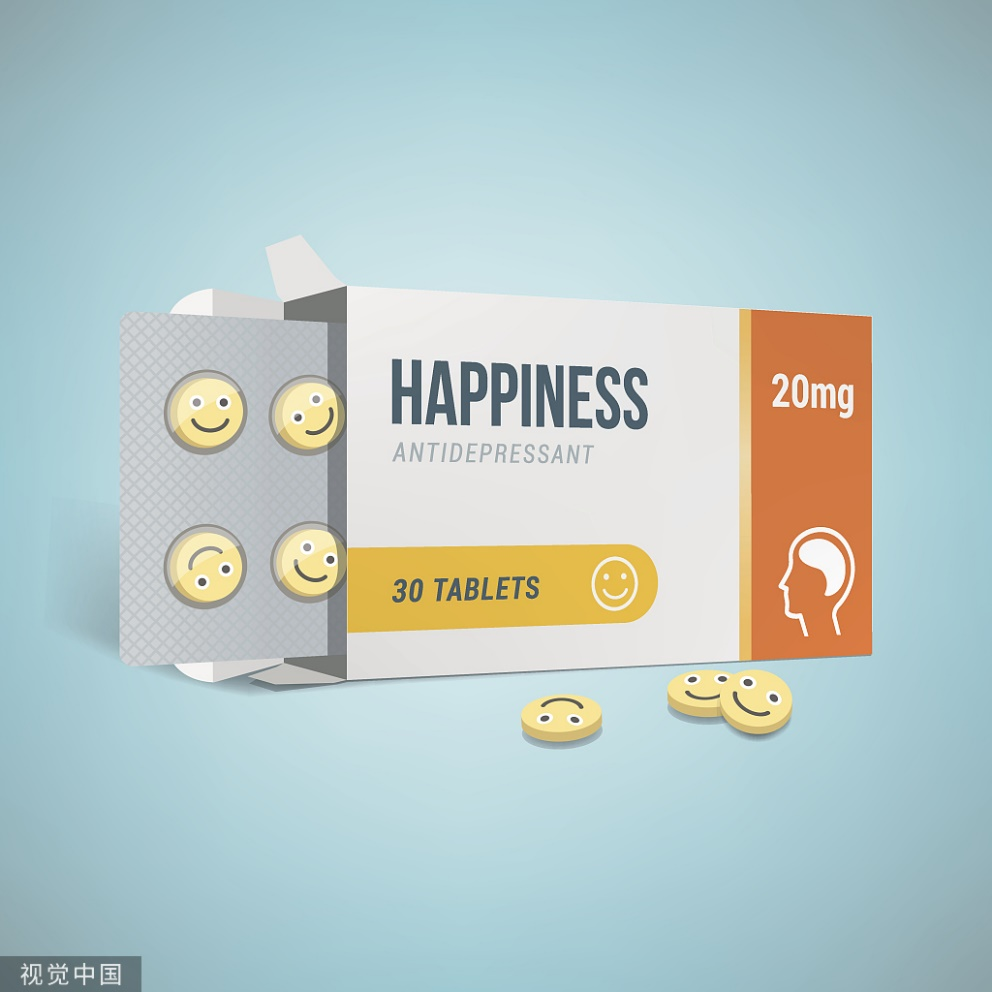 HAPPINESS
ANTIDEPRESSANT
20mg
30 TABLETS
视觉中国